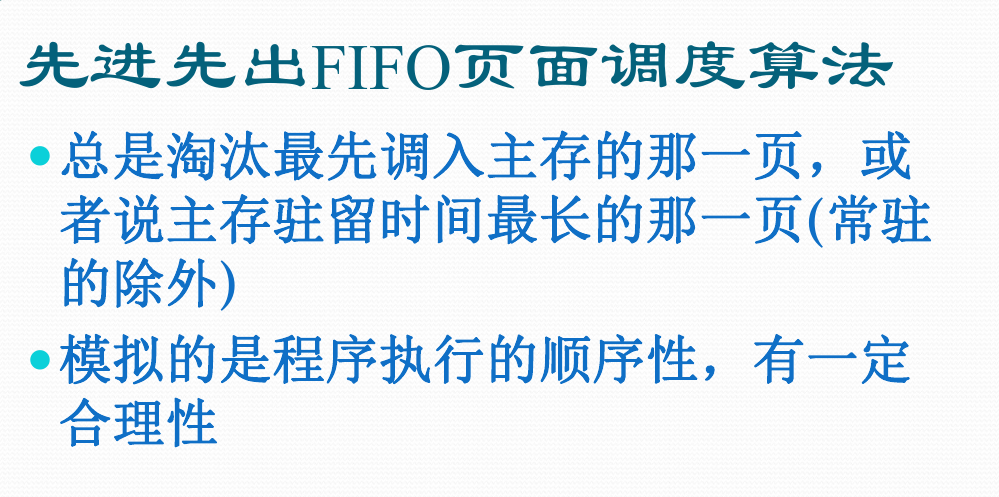 先进先出FIFO页面调度算法
•总是淘汰最先调入主存的那一页，或
者说主存驻留时间最长的那一页(常驻
的除外)
•模拟的是程序执行的顺序性，有一定
合理性